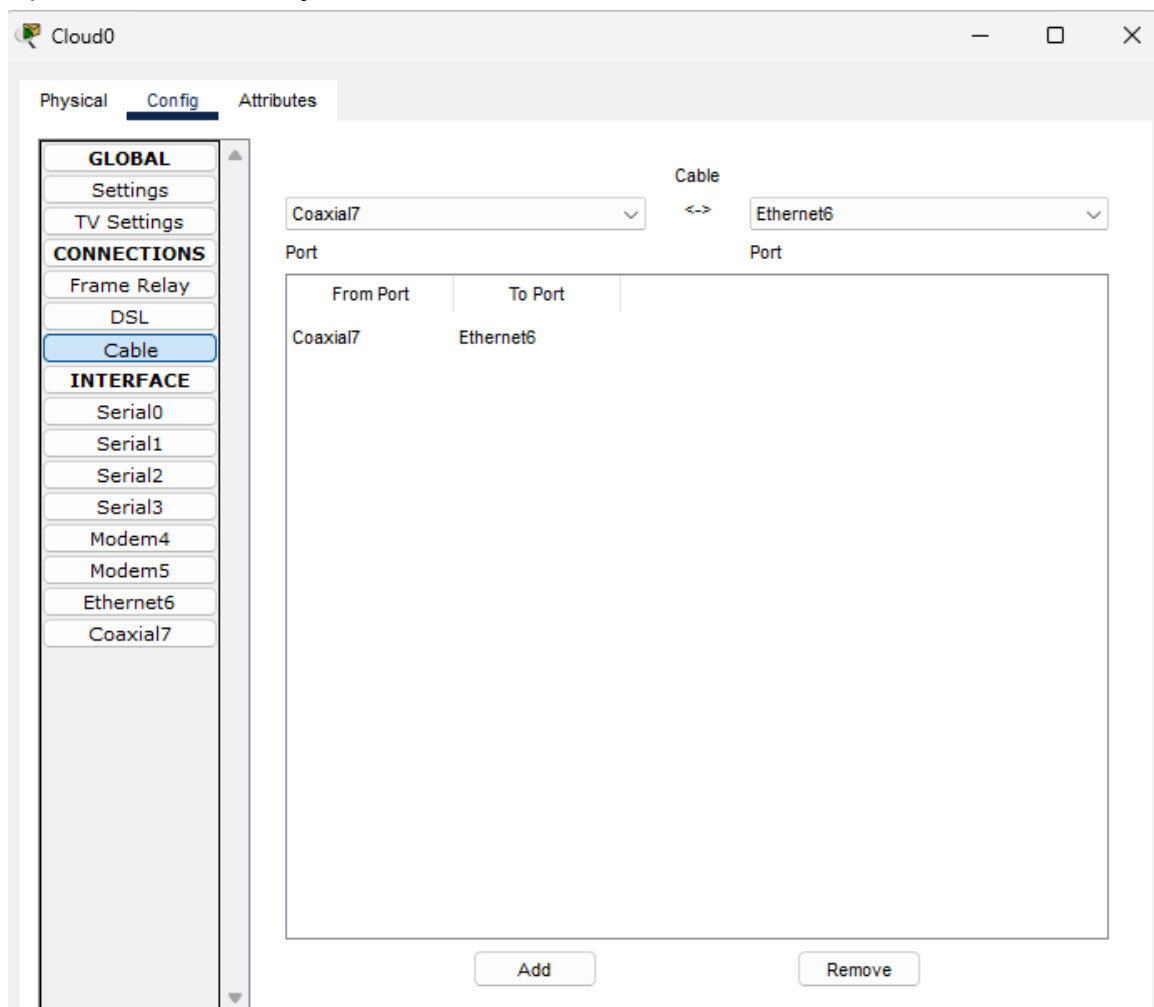 Cloud0
Physical Config Attributes
GLOBAL
Settings
TV Settings
CONNECTIONS
Frame Relay
DSL
Cable
INTERFACE
Serial0
Serial1
Serial2
Serial3
Modem4
Modem5
Ethernet6
Coaxial7
Cable
Coaxial7 <-> Ethernet6
Port Port
From Port To Port
Coaxial7 Ethernet6
Add Remove